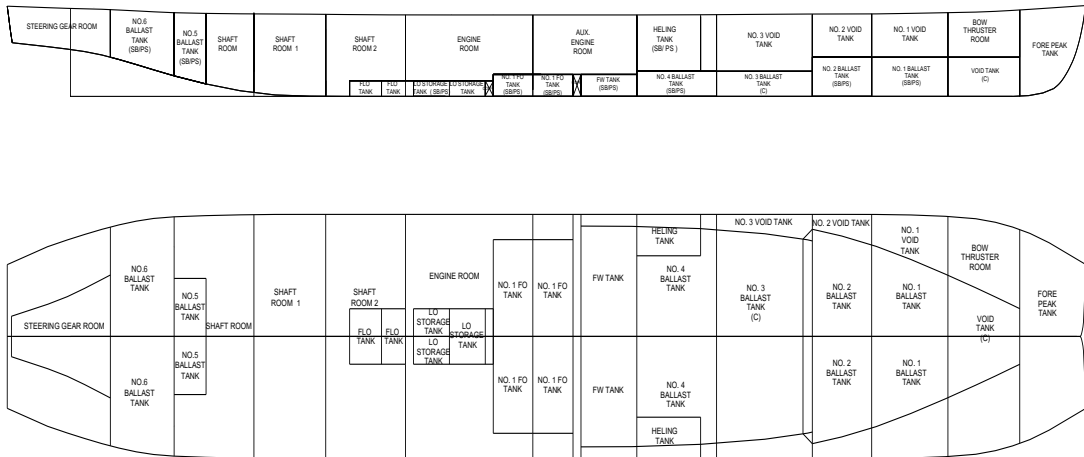 STEERING GEAR ROOM
NO.6
BALLAST
TANK
(SB/PS)
NO.5
BALLAST
TANK
(SB/PS)
SHAFT
ROOM
SHAFT
ROOM 1
SHAFT
ROOM 2
ENGINE
ROOM
AUX.
ENGINE
ROOM
HELING
TANK
(SB/ PS )
NO. 3 VOID
TANK
NO. 2 VOID
TANK
NO. 1 VOID
TANK
BOW
THRUSTER
ROOM
FORE PEAK
TANK
FLO
TANK
FLO
TANK
LO STORAGE
TANK ( SB/PS
LO STORAGE
TANK
NO. 1 FO
TANK
(SB/PS)
NO. 1 FO
TANK
(SB/PS)
FW TANK
(SB/PS)
NO. 4 BALLAST
TANK
(SB/PS)
NO. 3 BALLAST
TANK
(C)
NO. 2 BALLAST
TANK
(SB/PS)
NO. 1 BALLAST
TANK
(SB/PS)
VOID TANK
(C)
NO. 3 VOID TANK
NO. 2 VOID TANK
HELING
TANK
NO. 1
VOID
TANK
BOW
THRUSTER
ROOM
NO.6
BALLAST
TANK
NO.5
BALLAST
TANK
SHAFT
ROOM 1
SHAFT
ROOM 2
ENGINE ROOM
NO. 1 FO
TANK
NO. 1 FO
TANK
FW TANK
NO. 4
BALLAST
TANK
NO. 3
BALLAST
TANK
(C)
NO. 2
BALLAST
TANK
NO. 1
BALLAST
TANK
FORE
PEAK
TANK
STEERING GEAR ROOM
SHAFT ROOM
FLO
TANK
FLO
TANK
LO
STORAGE
TANK
LO
STORAGE
TANK
LO
STORAGE
TANK
VOID
TANK
(C)
NO.5
BALLAST
TANK
NO.6
BALLAST
TANK
NO. 1 FO
TANK
NO. 1 FO
TANK
FW TANK
NO. 4
BALLAST
TANK
NO. 2
BALLAST
TANK
NO. 1
BALLAST
TANK
HELING
TANK